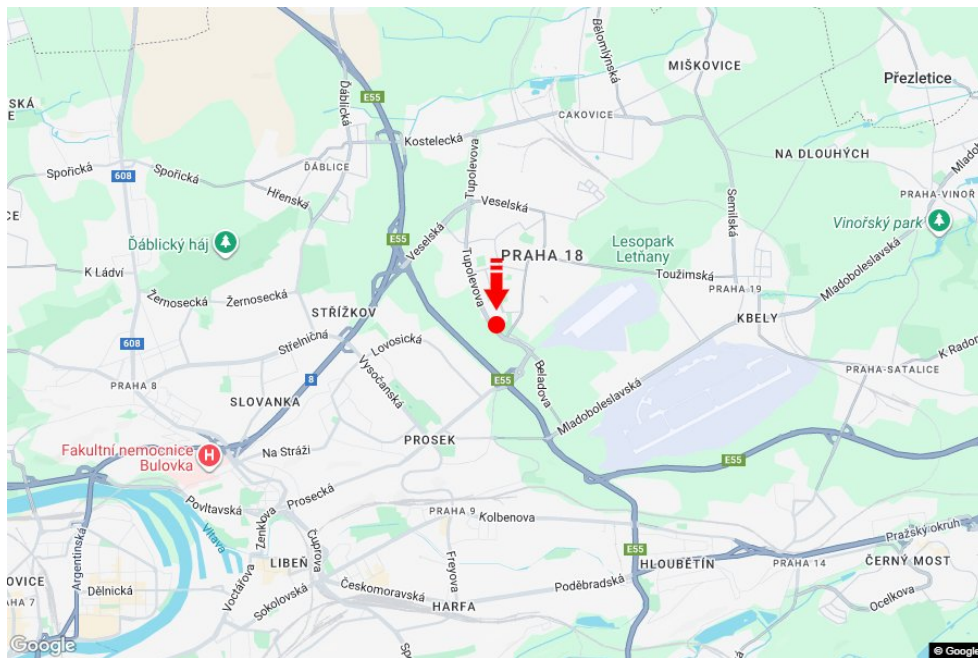 Bělomlýnská
MIŠKOVICE
Přezletice
SKÁ
Ďáblická
E55
Kostelecká
CAKOVICE
NA DLOUHÝCH
Mladobole
PRAHA-VINOŘ
Spořická
608
Spořická
ĎÁBLICE
Hřenská
Tupolevova
Veselská
Semilská
Vinořský park
CE
Ďáblický háj
E55
Veselská
Lesopark
Letňany
PRAHA 18
Toužimská
K Ládví
Tupolevova
PRAHA 19
Mladoboleslavská
Žernosecká
Žernosecká
STŘÍŽKOV
KBELY
608
Střelničná
Lovosická
K Radon
PRAHA 8
8
Vysočanská
E55
Beladova
PRAHA-SATALICE
SLOVANKA
Mladoboleslavská
Fakultní nemocnice
Bulovka
H
Na Stráži
PROSEK
E55
Povltavská
Prosecká
PRAHA 9
Kolbenova
Vltava
Zenklova
Čuprova
Freyova
Pražský okruh
Argentinská
E55
HLOUBĚTÍN
PRAHA 14
ČERNÝ MOST
OVICE
LIBEŇ
Poděbradská
AHA 7
Dělnická
Voctářova
Sokolovská
Českomoravská
HARFA
Ocelkova
Google
© Google